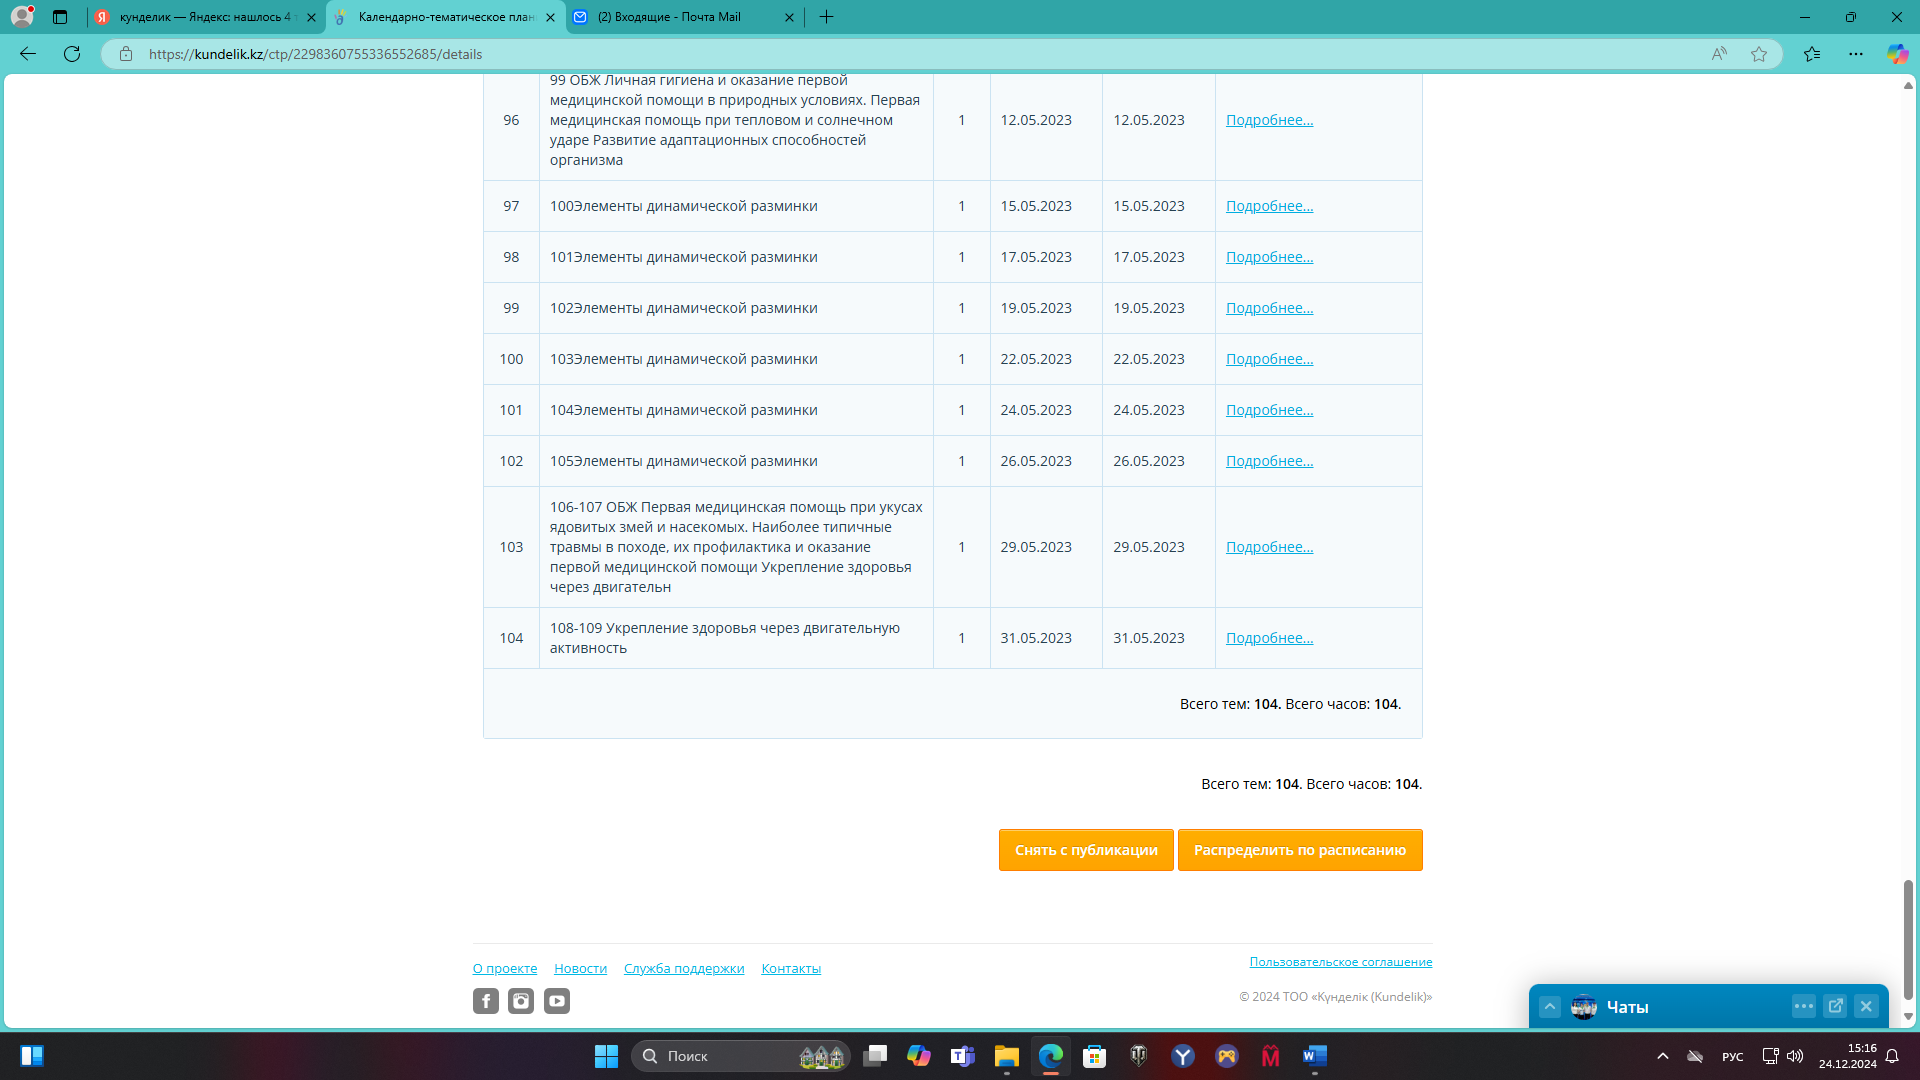 кунделик — Яндекс: нашлось 4 т
Календарно-тематическое план
(2) Входящие - Почта Mail
https://kundelik.kz/ctp/2298360755336552685/details
99 ОБЖ Личная гигиена и оказание первой
медицинской помощи в природных условиях. Первая
96 медицинская помощь при тепловом и солнечном 1 12.05.2023 12.05.2023 Подробнее...
ударе Развитие адаптационных способностей
организма
97 100Элементы динамической разминки 1 15.05.2023 15.05.2023 Подробнее...
98 101Элементы динамической разминки 1 17.05.2023 17.05.2023 Подробнее...
99 102Элементы динамической разминки 1 19.05.2023 19.05.2023 Подробнее...
100 103Элементы динамической разминки 1 22.05.2023 22.05.2023 Подробнее...
101 104Элементы динамической разминки 1 24.05.2023 24.05.2023 Подробнее...
102 105Элементы динамической разминки 1 26.05.2023 26.05.2023 Подробнее...
106-107 ОБЖ Первая медицинская помощь при укусах
ядовитых змей и насекомых. Наиболее типичные
103 травмы в походе, их профилактика и оказание 1 29.05.2023 29.05.2023 Подробнее...
первой медицинской помощи Укрепление здоровья
через двигательн
104 108-109 Укрепление здоровья через двигательную 1 31.05.2023 31.05.2023 Подробнее...
активность
Всего тем: 104. Всего часов: 104.
Всего тем: 104. Всего часов: 104.
Снять с публикации Распределить по расписанию
О проекте Новости Служба поддержки Контакты
Пользовательское соглашение
© 2024 ТОО «Күнделік (Kundelik)»
Чаты
Поиск
РУС
15:16
24.12.2024